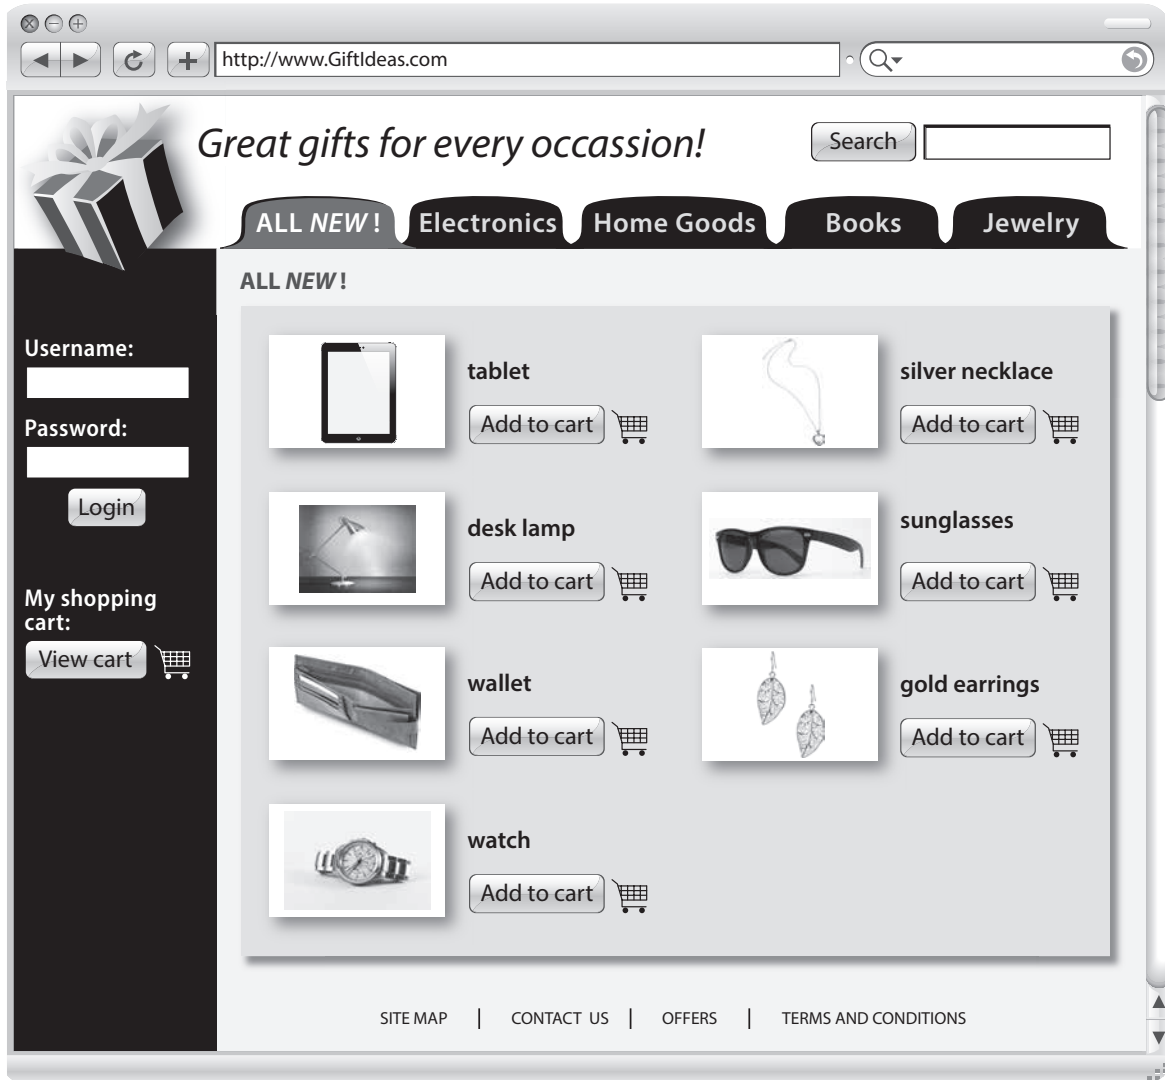 http://www.GiftIdeas.com
Great gifts for every occassion!
Search
ALL NEW !
Electronics
Home Goods
Books
Jewelry
ALL NEW !
Username:
Password:
Login
My shopping
cart:
View cart
tablet
Add to cart
silver necklace
Add to cart
desk lamp
Add to cart
sunglasses
Add to cart
wallet
Add to cart
gold earrings
Add to cart
watch
Add to cart
SITE MAP | CONTACT US | OFFERS | TERMS AND CONDITIONS